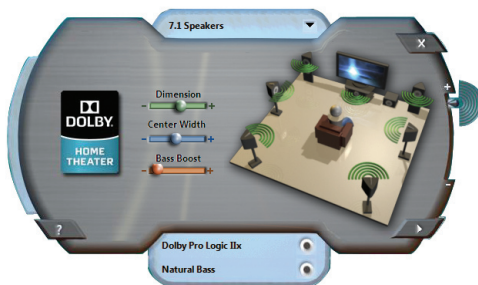 7.1 Speakers
X
Dimension
- +
Center Width
- +
Bass Boost
- +
DOLBY
HOME
THEATER
+
-
?
Dolby Pro Logic IIx
Natural Bass